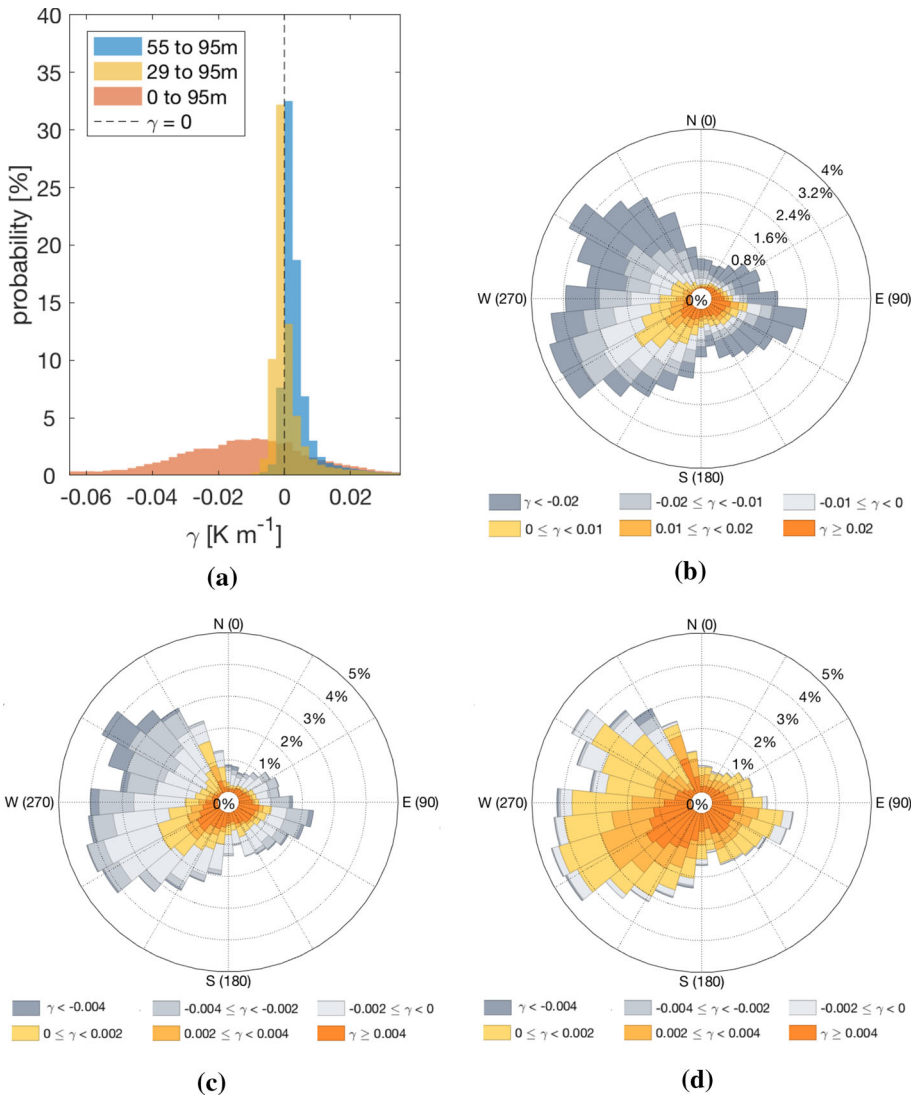 40
35
30
25
20
15
10
5
0
probability [%]
55 to 95m
29 to 95m
0 to 95m
γ = 0
-0.06 -0.04 -0.02 0 0.02
γ [K m⁻¹]
(a)
N (0)
4%
3.2%
2.4%
1.6%
0.8%
W (270) 0% E (90)
S (180)
γ < -0.02 -0.02 ≤ γ < -0.01 -0.01 ≤ γ < 0
0 ≤ γ < 0.01 0.01 ≤ γ < 0.02 γ ≥ 0.02
(b)
N (0)
5%
4%
3%
2%
1%
W (270) 0% E (90)
S (180)
γ < -0.004 -0.004 ≤ γ < -0.002 -0.002 ≤ γ < 0
0 ≤ γ < 0.002 0.002 ≤ γ < 0.004 γ ≥ 0.004
(c)
N (0)
5%
4%
3%
2%
1%
W (270) 0% E (90)
S (180)
γ < -0.004 -0.004 ≤ γ < -0.002 -0.002 ≤ γ < 0
0 ≤ γ < 0.002 0.002 ≤ γ < 0.004 γ ≥ 0.004
(d)